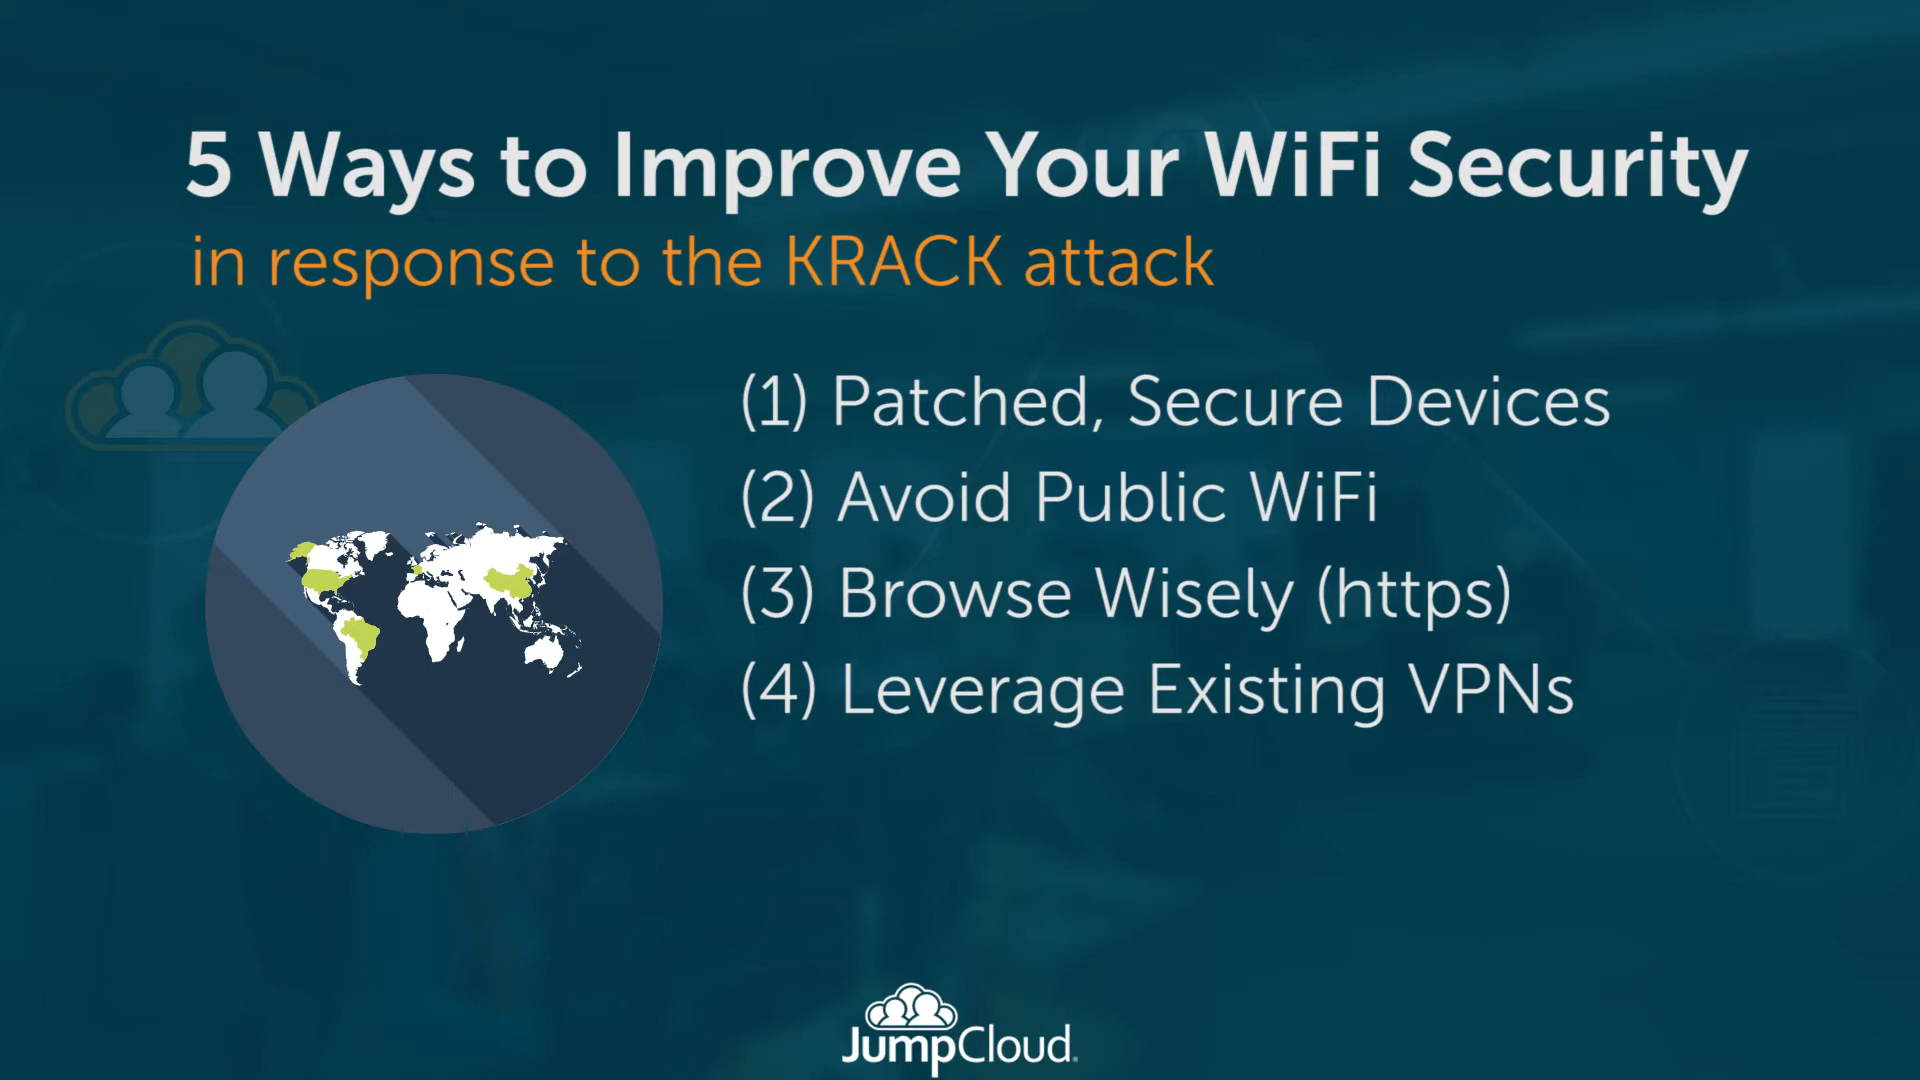 5 Ways to Improve Your WiFi Security
in response to the KRACK attack
(1) Patched, Secure Devices
(2) Avoid Public WiFi
(3) Browse Wisely (https)
(4) Leverage Existing VPNs
JumpCloud